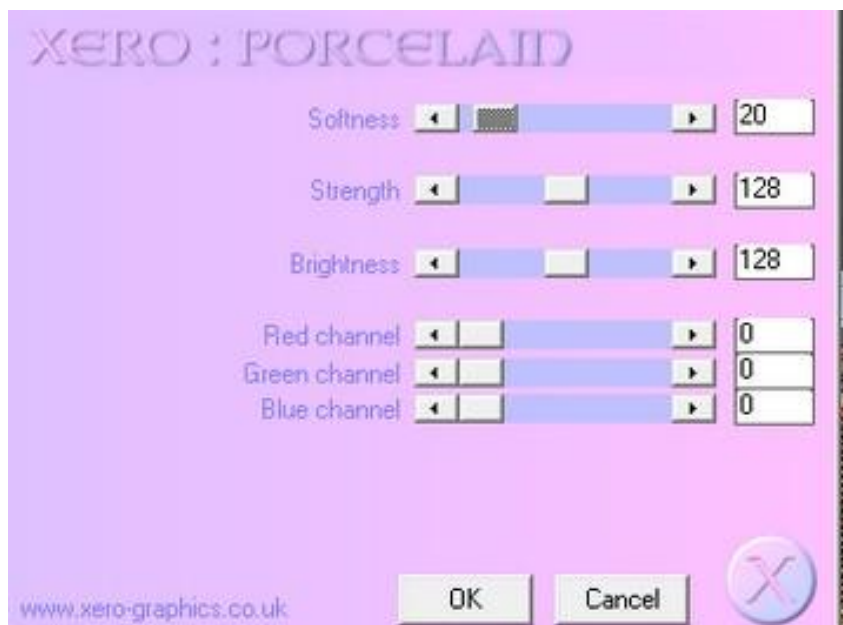 XERO : PORCELAIN
Softness 20
Strength 128
Brightness 128
Red channel 0
Green channel 0
Blue channel 0
www.xero-graphics.co.uk OK Cancel X